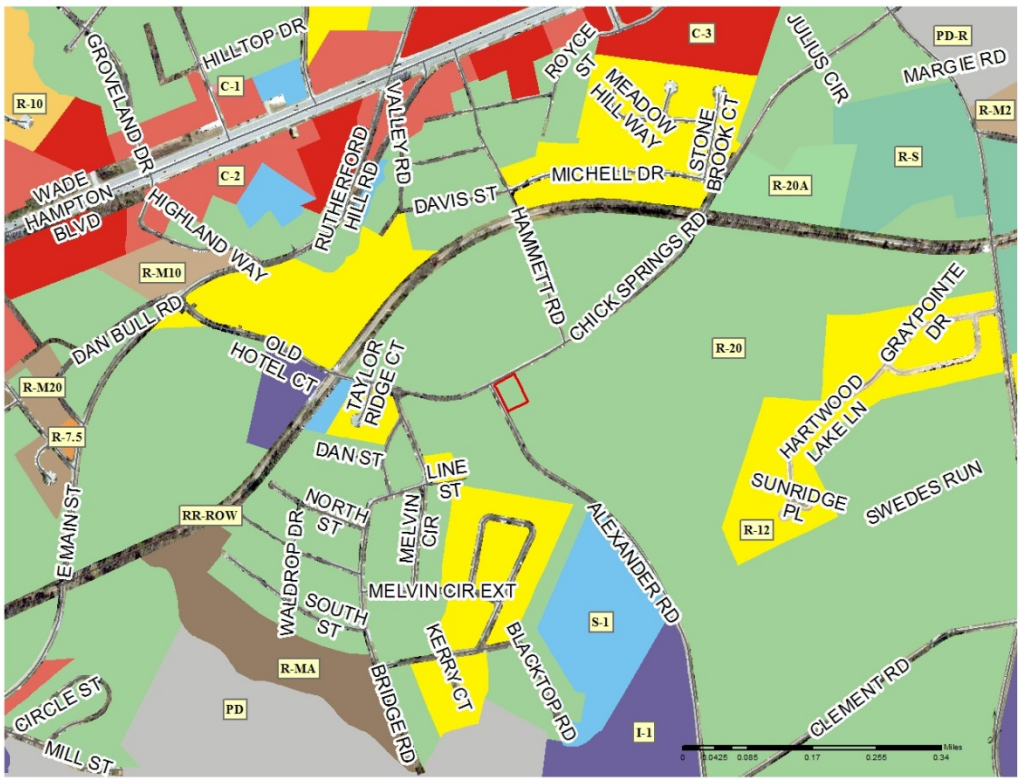 HILLTOP DR
GROVELAND DR
C-1
R-10
WADE
HAMPTON
BLVD
C-2
HIGHLAND WAY
R-M10
RUTHERFORD
HILL RD
VALLEY RD
DAVIS ST
ROYCE
ST
C-3
MEADOW
HILL WAY
STONE
BROOK CT
MICHELL DR
JULIUS CIR
PD-R
MARGIE RD
R-M2
R-S
R-20A
HAMMETT RD
CHICK SPRINGS RD
DAN BULL RD
OLD
HOTEL CT
TAYLOR
RIDGE CT
R-20
GRAYPOINTE
DR
HARTWOOD
LAKE LN
SUNRIDGE
PL
SWEDES RUN
R-12
R-M20
R-7.5
E MAIN ST
RR-ROW
DAN ST
LINE
ST
NORTH
ST
MELVIN
CIR
WALDROP DR
MELVIN CIR EXT
SOUTH
ST
ALEXANDER RD
S-1
R-MA
PD
KERRY CT
BLACKTOP RD
BRIDGE RD
CIRCLE ST
MILL ST
I-1
CLEMENT RD
Miles
0 0.0425 0.085 0.17 0.255 0.34